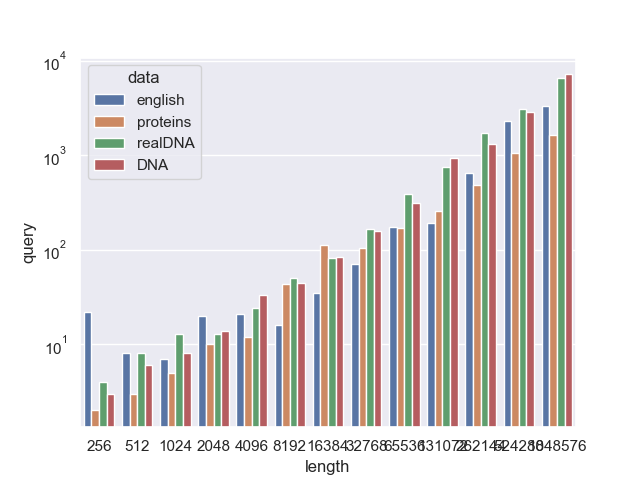 10^4
10^3
10^2
10^1
query
data
english
proteins
realDNA
DNA
256 512 1024 2048 4096 8192 16384 32768 65536 131072 262144 524288 1048576
length